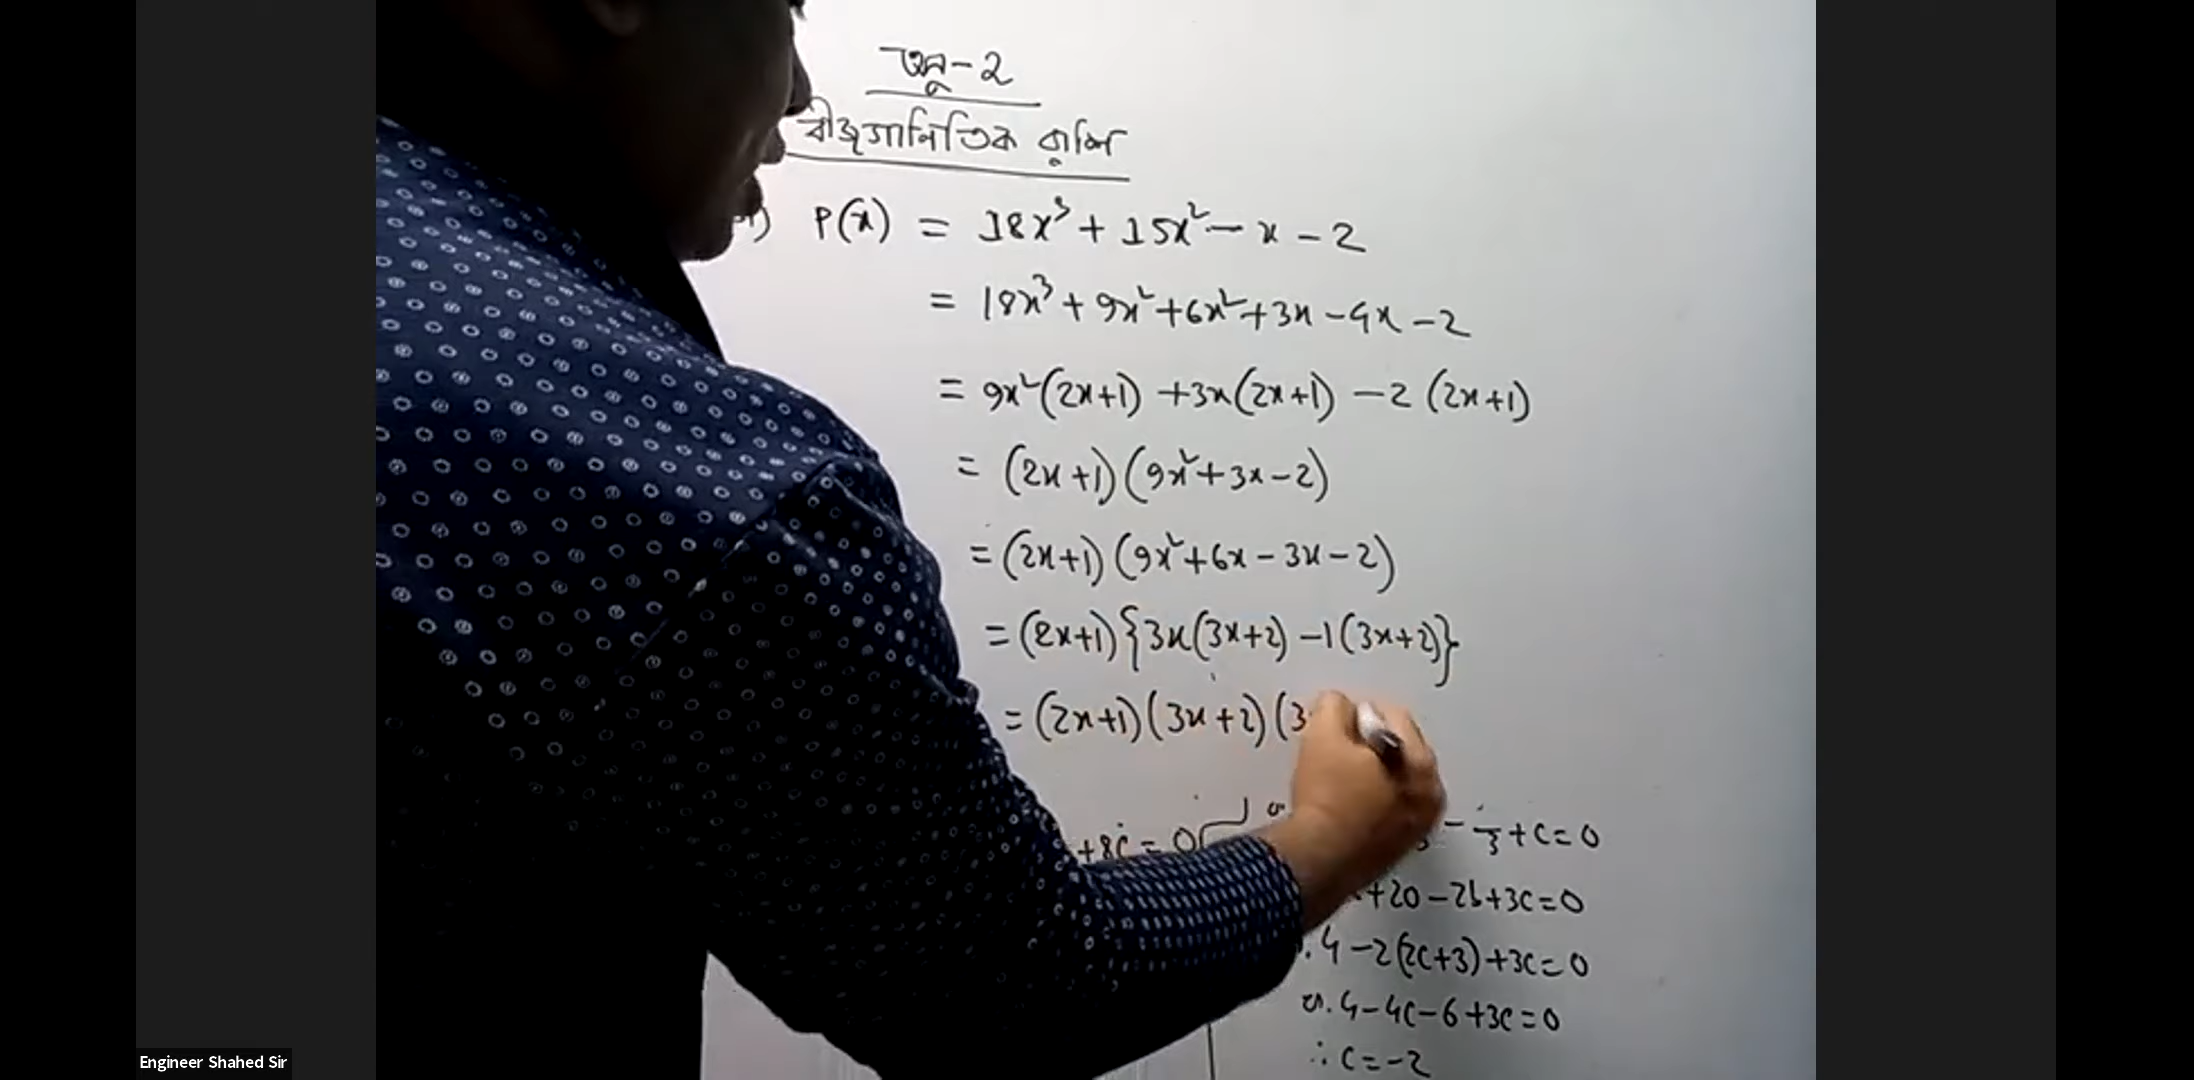 অনু-2
বীজগানিতিক রাশি
P(x) = 18x³ + 15x² - x - 2
= 18x³ + 9x² + 6x² + 3x - 4x - 2
= 9x²(2x+1) + 3x(2x+1) - 2(2x+1)
= (2x+1)(9x²+3x-2)
= (2x+1)(9x²+6x-3x-2)
= (2x+1){3x(3x+2) -1(3x+2)}
= (2x+1)(3x+2)(3
+8c = 0
+c=0
+20-2b+3c=0
4-2(2c+3)+3c=0
বা. 4-4c-6+3c=0
∴ c=-2
Engineer Shahed Sir